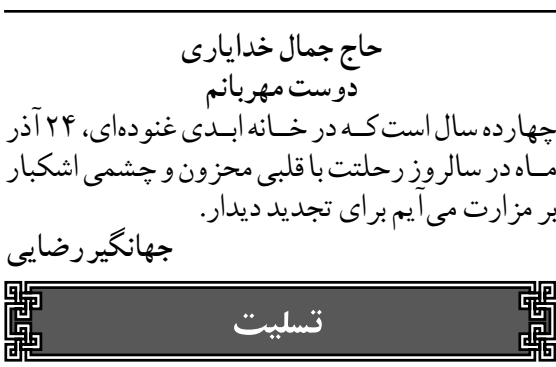 حاج جمال خدایاری
دوست مهربانم
چهارده سال است که در خانه ابدی غنوده‌ای، ۲۴ آذر
ماه در سالروز رحلتت با قلبی محزون و چشمی اشکبار
بر مزارت می‌آیم برای تجدید دیدار.
جهانگیر رضایی
تسلیت